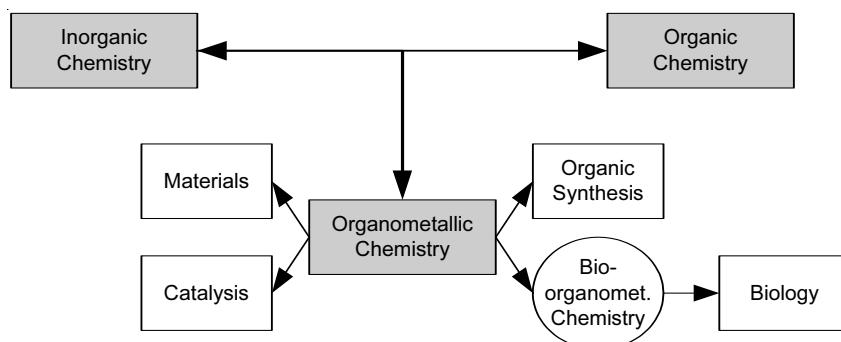 Inorganic
Chemistry
Organic
Chemistry
Materials
Organic
Synthesis
Organometallic
Chemistry
Catalysis
Bio-
organomet.
Chemistry
Biology